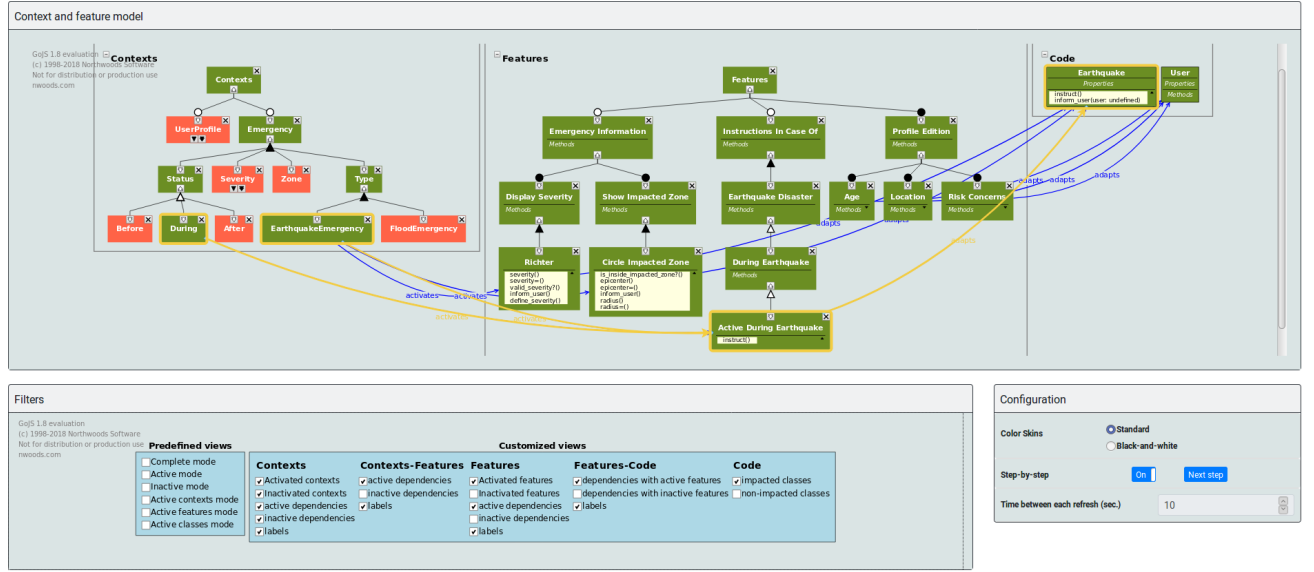 Context and feature model
GoJS 1.8 evaluation
(c) 1998-2018 Northwoods Software
Not for distribution or production use
nwoods.com
Contexts
Contexts
UserProfile
Emergency
Status
Severity
Zone
Type
Before
During
After
EarthquakeEmergency
FloodEmergency
activates
activates
activates
Features
Features
Emergency Information
Methods
Instructions In Case Of
Methods
Profile Edition
Methods
Display Severity
Methods
Show Impacted Zone
Methods
Earthquake Disaster
Methods
Age
Methods
Location
Methods
Risk Concerns
Methods
Richter
severity()
severity=()
valid_severity?()
inform_user()
define_severity()
Circle Impacted Zone
is_inside_impacted_zone?()
epicenter()
epicenter=()
inform_user()
radius()
radius=()
During Earthquake
Methods
Active During Earthquake
instruct()
adapts
adapts
adapts
adapts
adapts
Code
Earthquake
Properties
instruct()
inform_user(user: undefined)
User
Properties
Methods
Filters
GoJS 1.8 evaluation
(c) 1998-2018 Northwoods Software
Not for distribution or production use
nwoods.com
Predefined views
Complete mode
Active mode
Inactive mode
Active contexts mode
Active features mode
Active classes mode
Customized views
Contexts
Activated contexts
Inactivated contexts
active dependencies
inactive dependencies
labels
Contexts-Features
active dependencies
inactive dependencies
labels
Features
Activated features
Inactivated features
active dependencies
inactive dependencies
labels
Features-Code
dependencies with active features
dependencies with inactive features
labels
Code
impacted classes
non-impacted classes
Configuration
Color Skins
Standard
Black-and-white
Step-by-step
On
Next step
Time between each refresh (sec.)
10